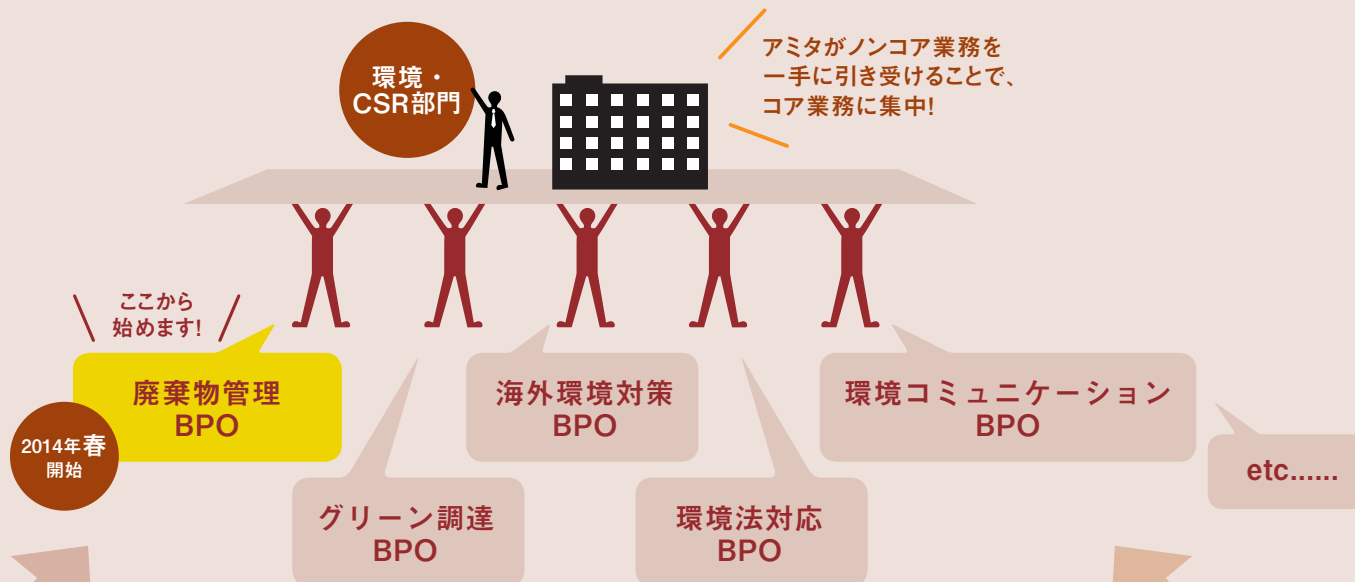 環境・
CSR部門
アミタがノンコア業務を
一手に引き受けることで、
コア業務に集中!
ここから
始めます!
廃棄物管理
BPO
2014年春
開始
海外環境対策
BPO
環境コミュニケーション
BPO
etc......
グリーン調達
BPO
環境法対応
BPO